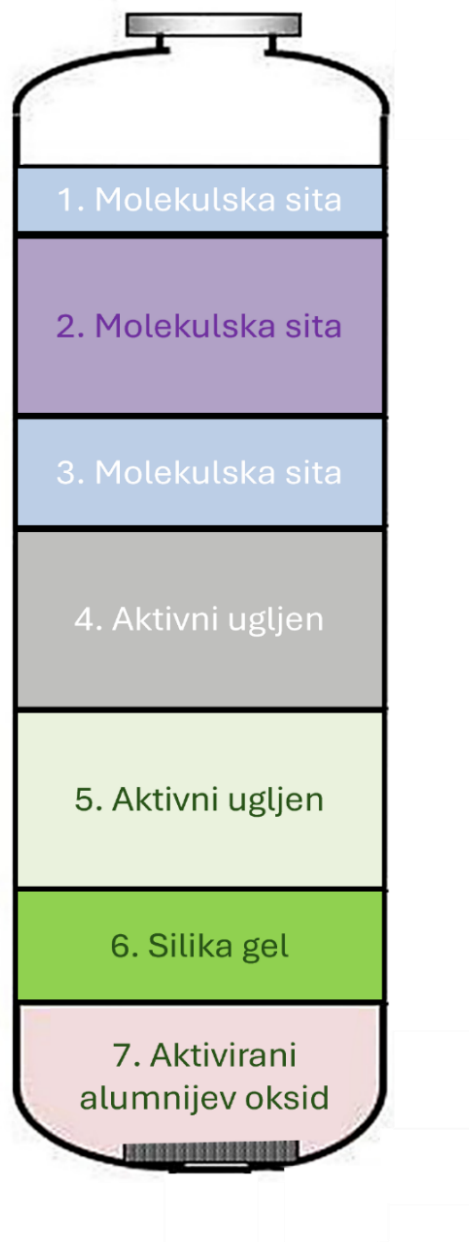 1. Molekulska sita
2. Molekulska sita
3. Molekulska sita
4. Aktivni ugljen
5. Aktivni ugljen
6. Silika gel
7. Aktivirani
alumnijev oksid